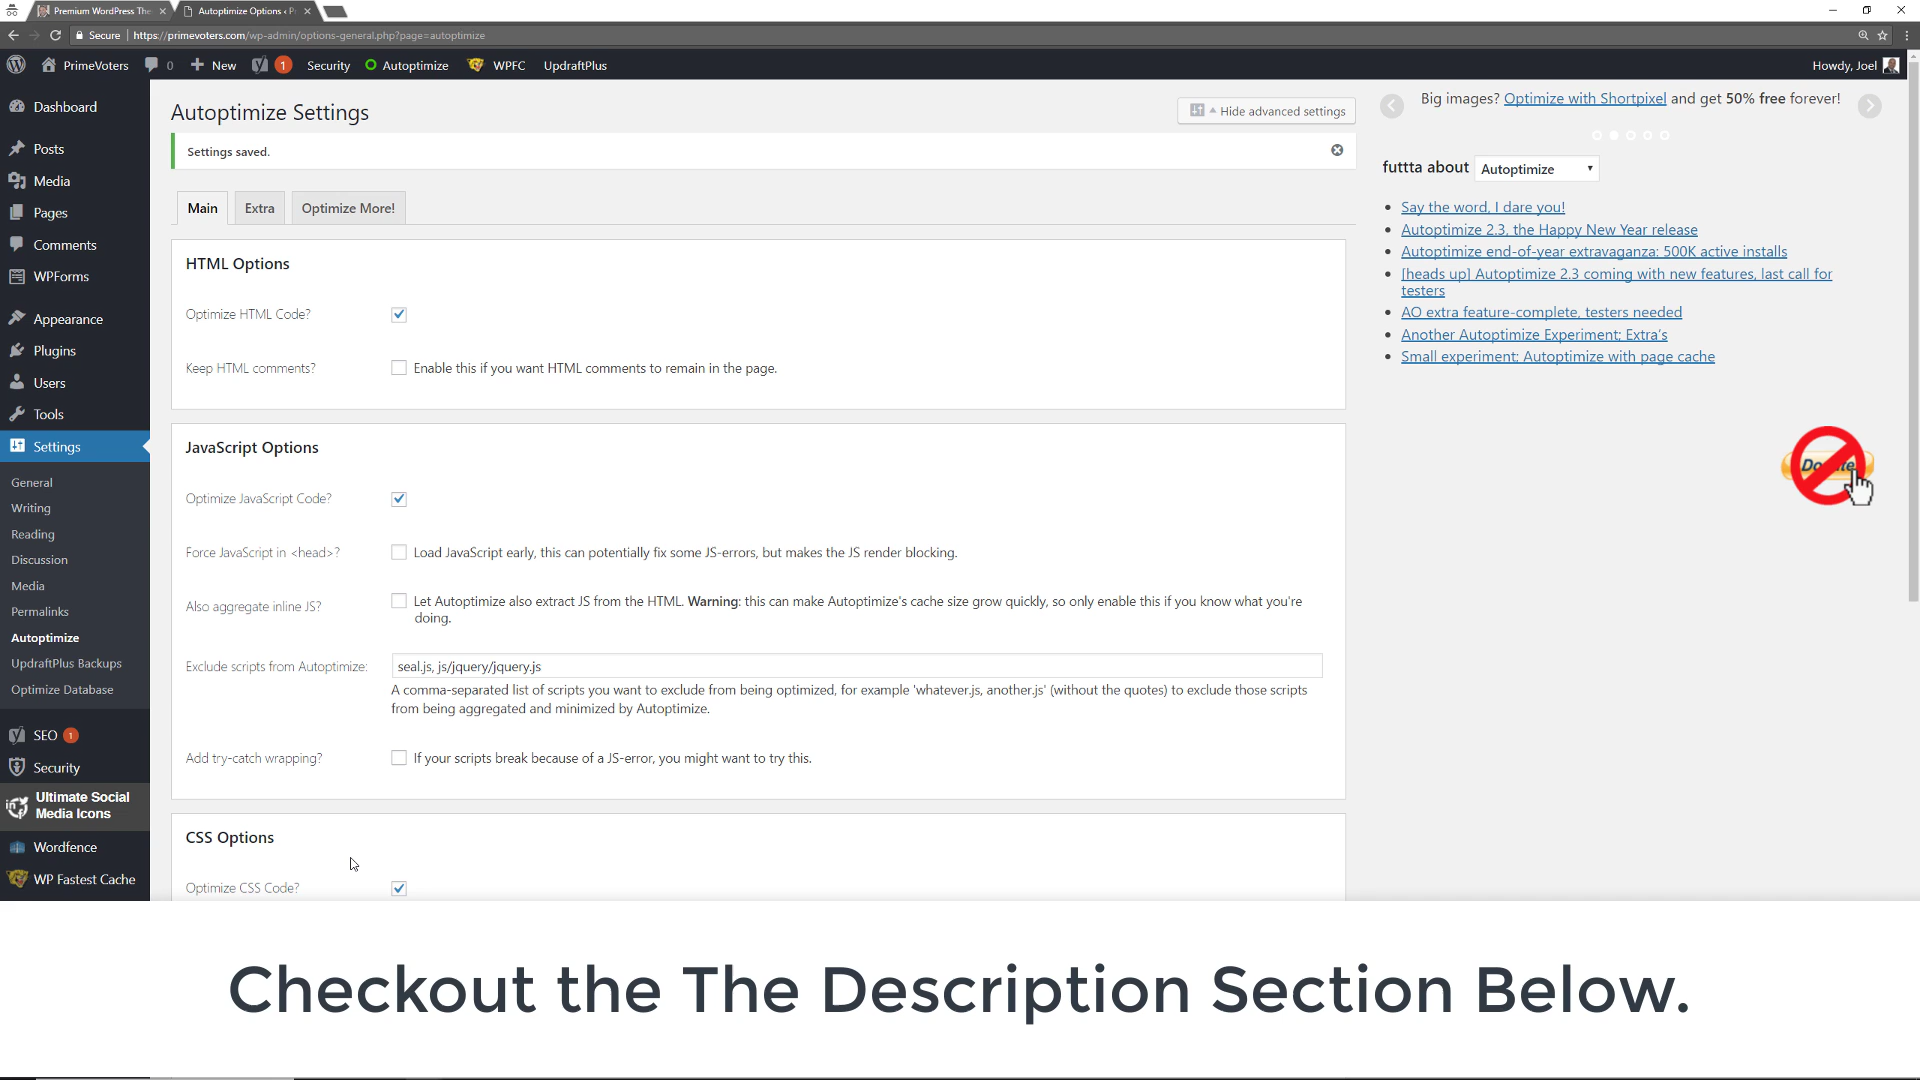 Premium WordPress The
Autoptimize Options ‹ P
Secure
https://primevoters.com/wp-admin/options-general.php?page=autoptimize
PrimeVoters
0
New
1
Security
Autoptimize
WPFC
UpdraftPlus
Howdy, Joel
Dashboard
Posts
Media
Pages
Comments
WPForms
Appearance
Plugins
Users
Tools
Settings
General
Writing
Reading
Discussion
Media
Permalinks
Autoptimize
UpdraftPlus Backups
Optimize Database
SEO 1
Security
Ultimate Social
Media Icons
Wordfence
WP Fastest Cache
Autoptimize Settings
Hide advanced settings
Settings saved.
Main
Extra
Optimize More!
HTML Options
Optimize HTML Code?
Keep HTML comments?
Enable this if you want HTML comments to remain in the page.
JavaScript Options
Optimize JavaScript Code?
Force JavaScript in <head>?
Load JavaScript early, this can potentially fix some JS-errors, but makes the JS render blocking.
Also aggregate inline JS?
Let Autoptimize also extract JS from the HTML. Warning: this can make Autoptimize's cache size grow quickly, so only enable this if you know what you're
doing.
Exclude scripts from Autoptimize:
seal.js, js/jquery/jquery.js
A comma-separated list of scripts you want to exclude from being optimized, for example 'whatever.js, another.js' (without the quotes) to exclude those scripts
from being aggregated and minimized by Autoptimize.
Add try-catch wrapping?
If your scripts break because of a JS-error, you might want to try this.
CSS Options
Optimize CSS Code?
Big images? Optimize with Shortpixel and get 50% free forever!
futtta about
Autoptimize
Say the word, I dare you!
Autoptimize 2.3, the Happy New Year release
Autoptimize end-of-year extravaganza: 500K active installs
[heads up] Autoptimize 2.3 coming with new features, last call for
testers
AO extra feature-complete, testers needed
Another Autoptimize Experiment; Extra's
Small experiment; Autoptimize with page cache
Checkout the The Description Section Below.